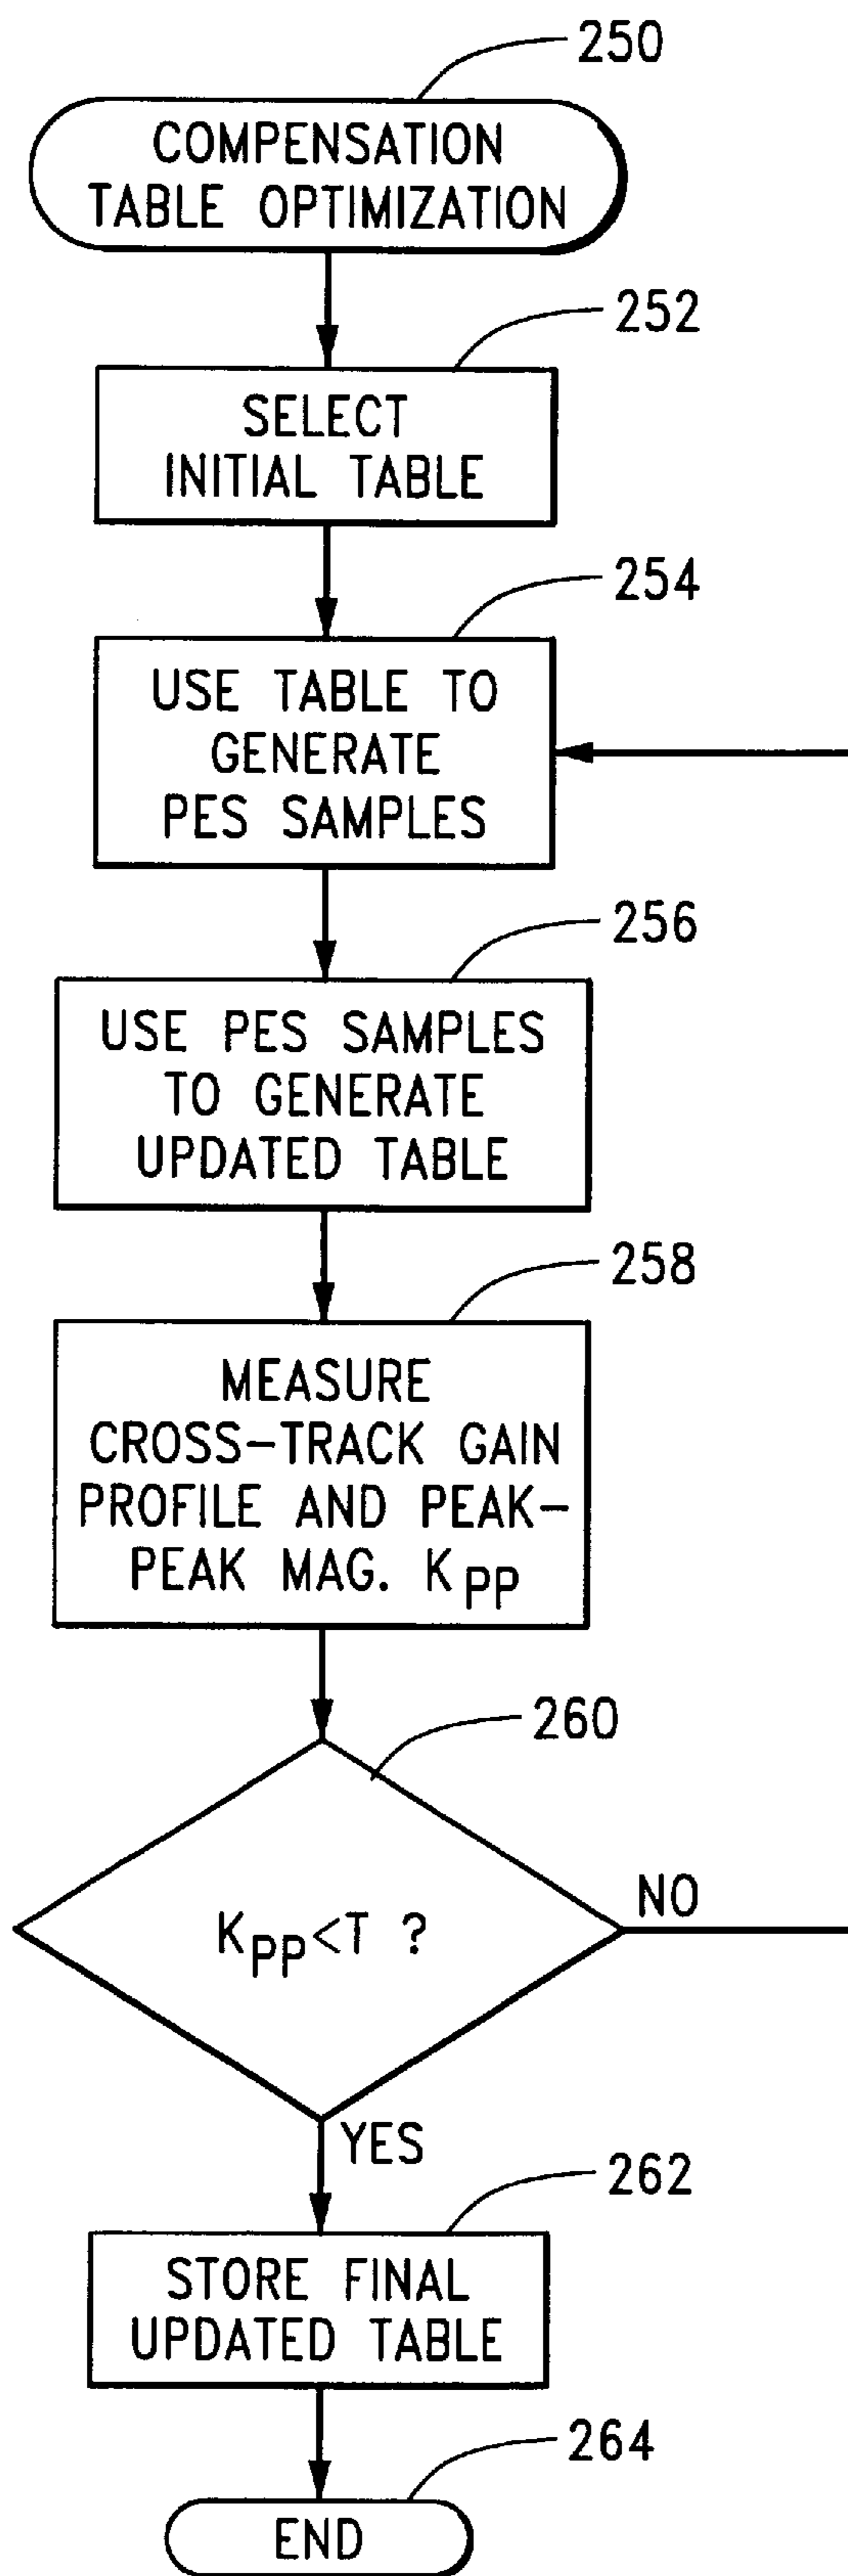 250
COMPENSATION
TABLE OPTIMIZATION
252
SELECT
INITIAL TABLE
254
USE TABLE TO
GENERATE
PES SAMPLES
256
USE PES SAMPLES
TO GENERATE
UPDATED TABLE
258
MEASURE
CROSS-TRACK GAIN
PROFILE AND PEAK-
PEAK MAG. KPP
260
KPP<T ?
NO
YES
262
STORE FINAL
UPDATED TABLE
264
END